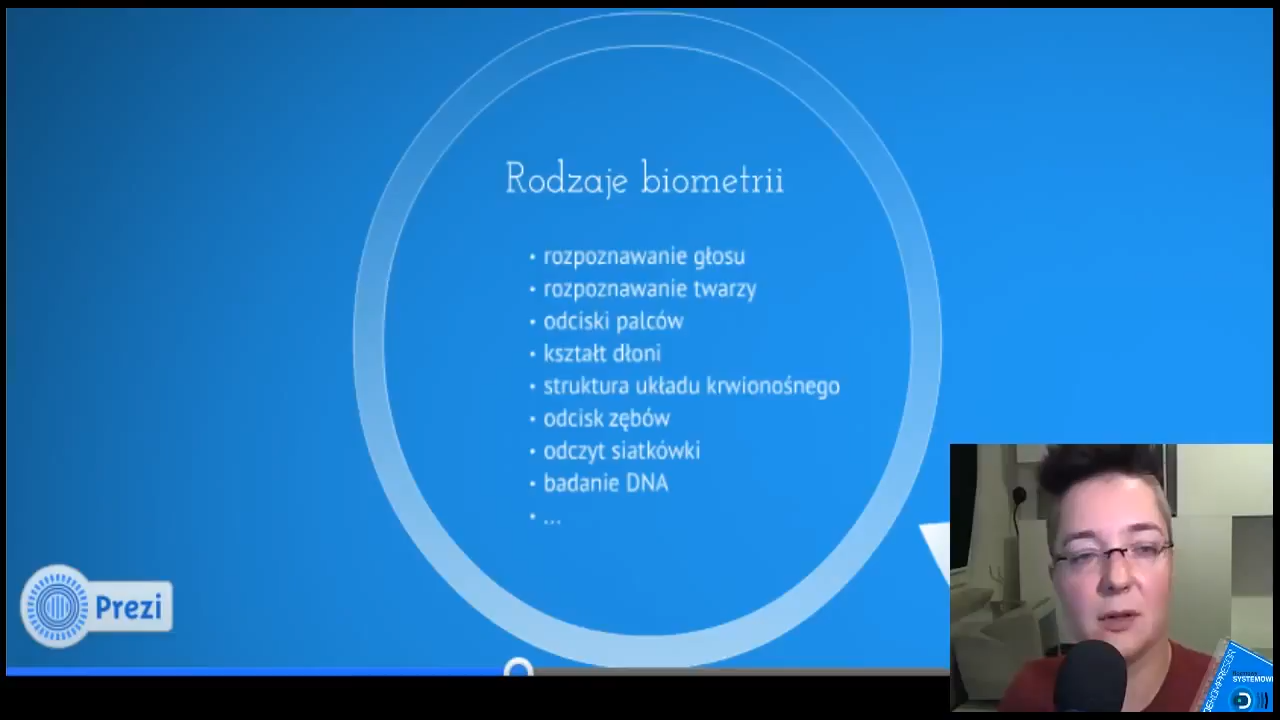 Rodzaje biometrii
• rozpoznawanie głosu
• rozpoznawanie twarzy
• odciski palców
• kształt dłoni
• struktura układu krwionośnego
• odcisk zębów
• odczyt siatkówki
• badanie DNA
• ...
Prezi